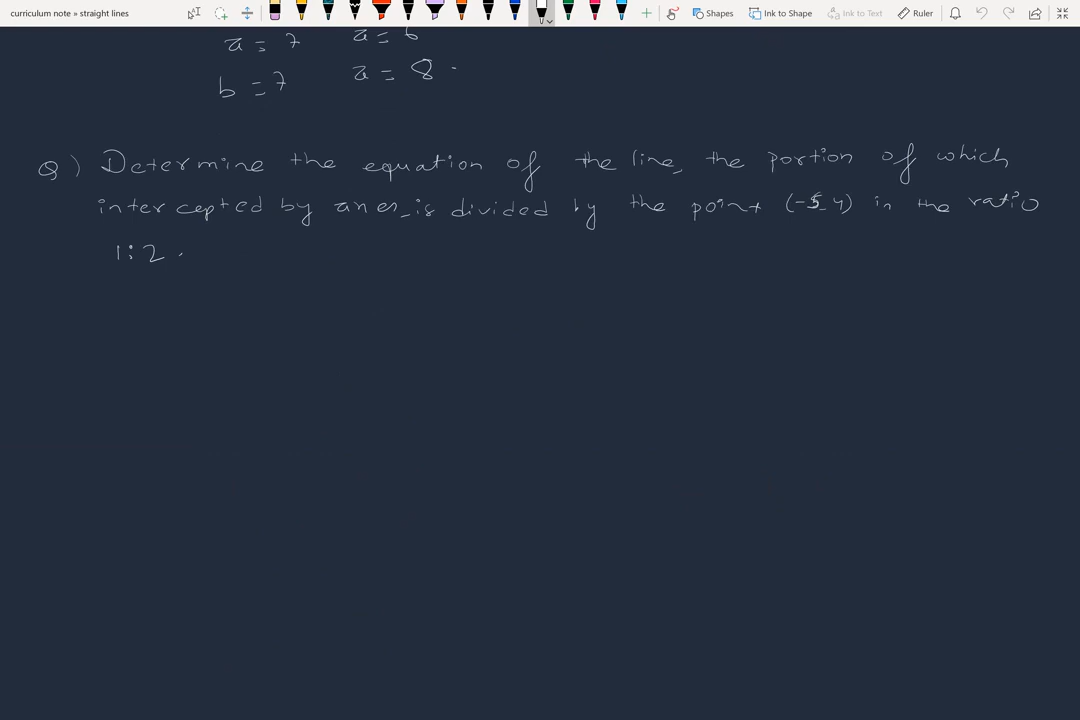 curriculum note » straight lines
Shapes Ink to Shape Ink to Text Ruler
a = 7 a = 6
b = 7 a = 8
Q) Determine the equation of the line, the portion of which
intercepted by axes, is divided by the point (-5, 4) in the ratio
1:2.